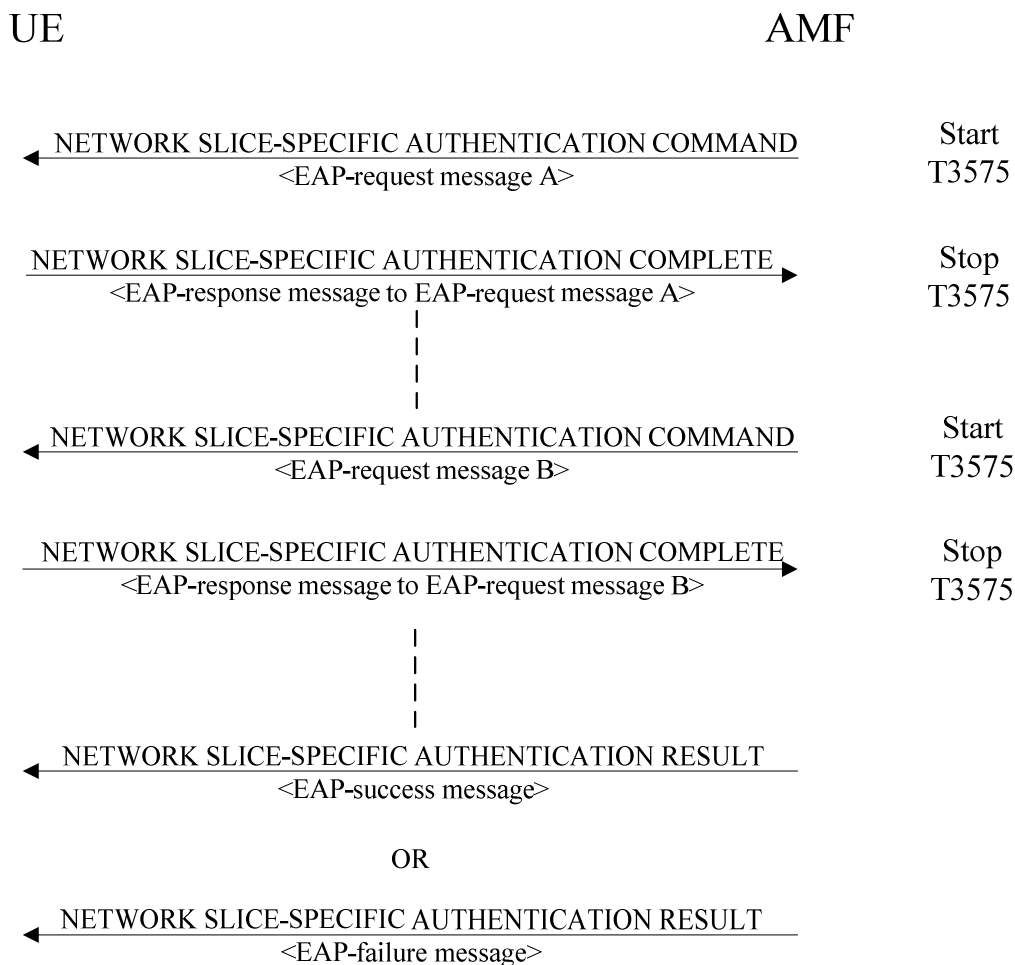 UE
AMF
NETWORK SLICE-SPECIFIC AUTHENTICATION COMMAND
<EAP-request message A>
Start
T3575
NETWORK SLICE-SPECIFIC AUTHENTICATION COMPLETE
<EAP-response message to EAP-request message A>
Stop
T3575
NETWORK SLICE-SPECIFIC AUTHENTICATION COMMAND
<EAP-request message B>
Start
T3575
NETWORK SLICE-SPECIFIC AUTHENTICATION COMPLETE
<EAP-response message to EAP-request message B>
Stop
T3575
NETWORK SLICE-SPECIFIC AUTHENTICATION RESULT
<EAP-success message>
OR
NETWORK SLICE-SPECIFIC AUTHENTICATION RESULT
<EAP-failure message>